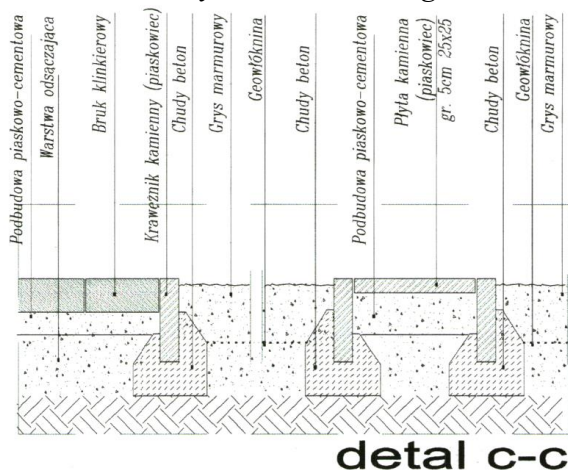 Podbudowa piaskowo-cementowa
Warstwa odsączająca
Bruk klinkierowy
Krawężnik kamienny (piaskowiec)
Chudy beton
Grys marmurowy
Geowłóknina
Chudy beton
Podbudowa piaskowo-cementowa
Płyta kamienna
(piaskowiec)
gr. 5cm 25x25
Chudy beton
Geowłóknina
Grys marmurowy
detal c-c